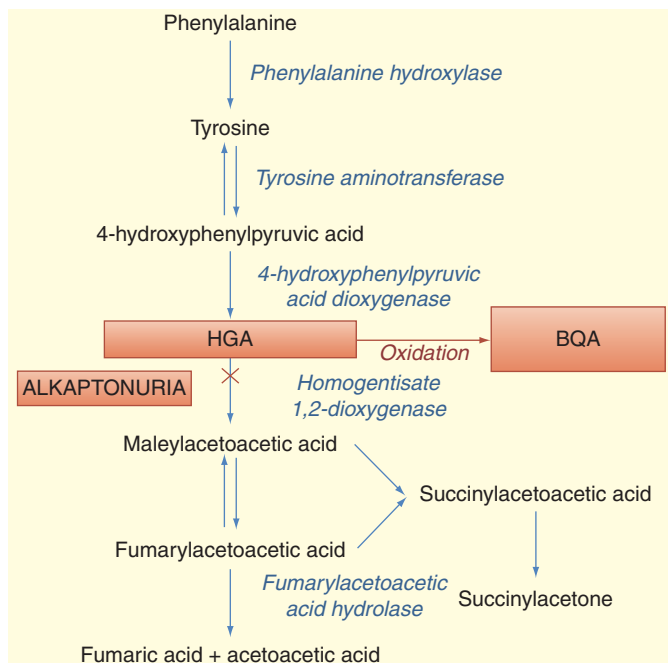 Phenylalanine
Phenylalanine hydroxylase
Tyrosine
Tyrosine aminotransferase
4-hydroxyphenylpyruvic acid
4-hydroxyphenylpyruvic
acid dioxygenase
HGA
Oxidation
BQA
ALKAPTONURIA
Homogentisate
1,2-dioxygenase
Maleylacetoacetic acid
Succinylacetoacetic acid
Fumarylacetoacetic acid
Fumarylacetoacetic
acid hydrolase
Succinylacetone
Fumaric acid + acetoacetic acid